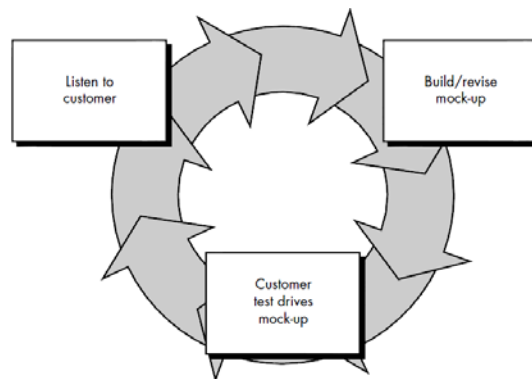 Listen to
customer
Build/revise
mock-up
Customer
test drives
mock-up